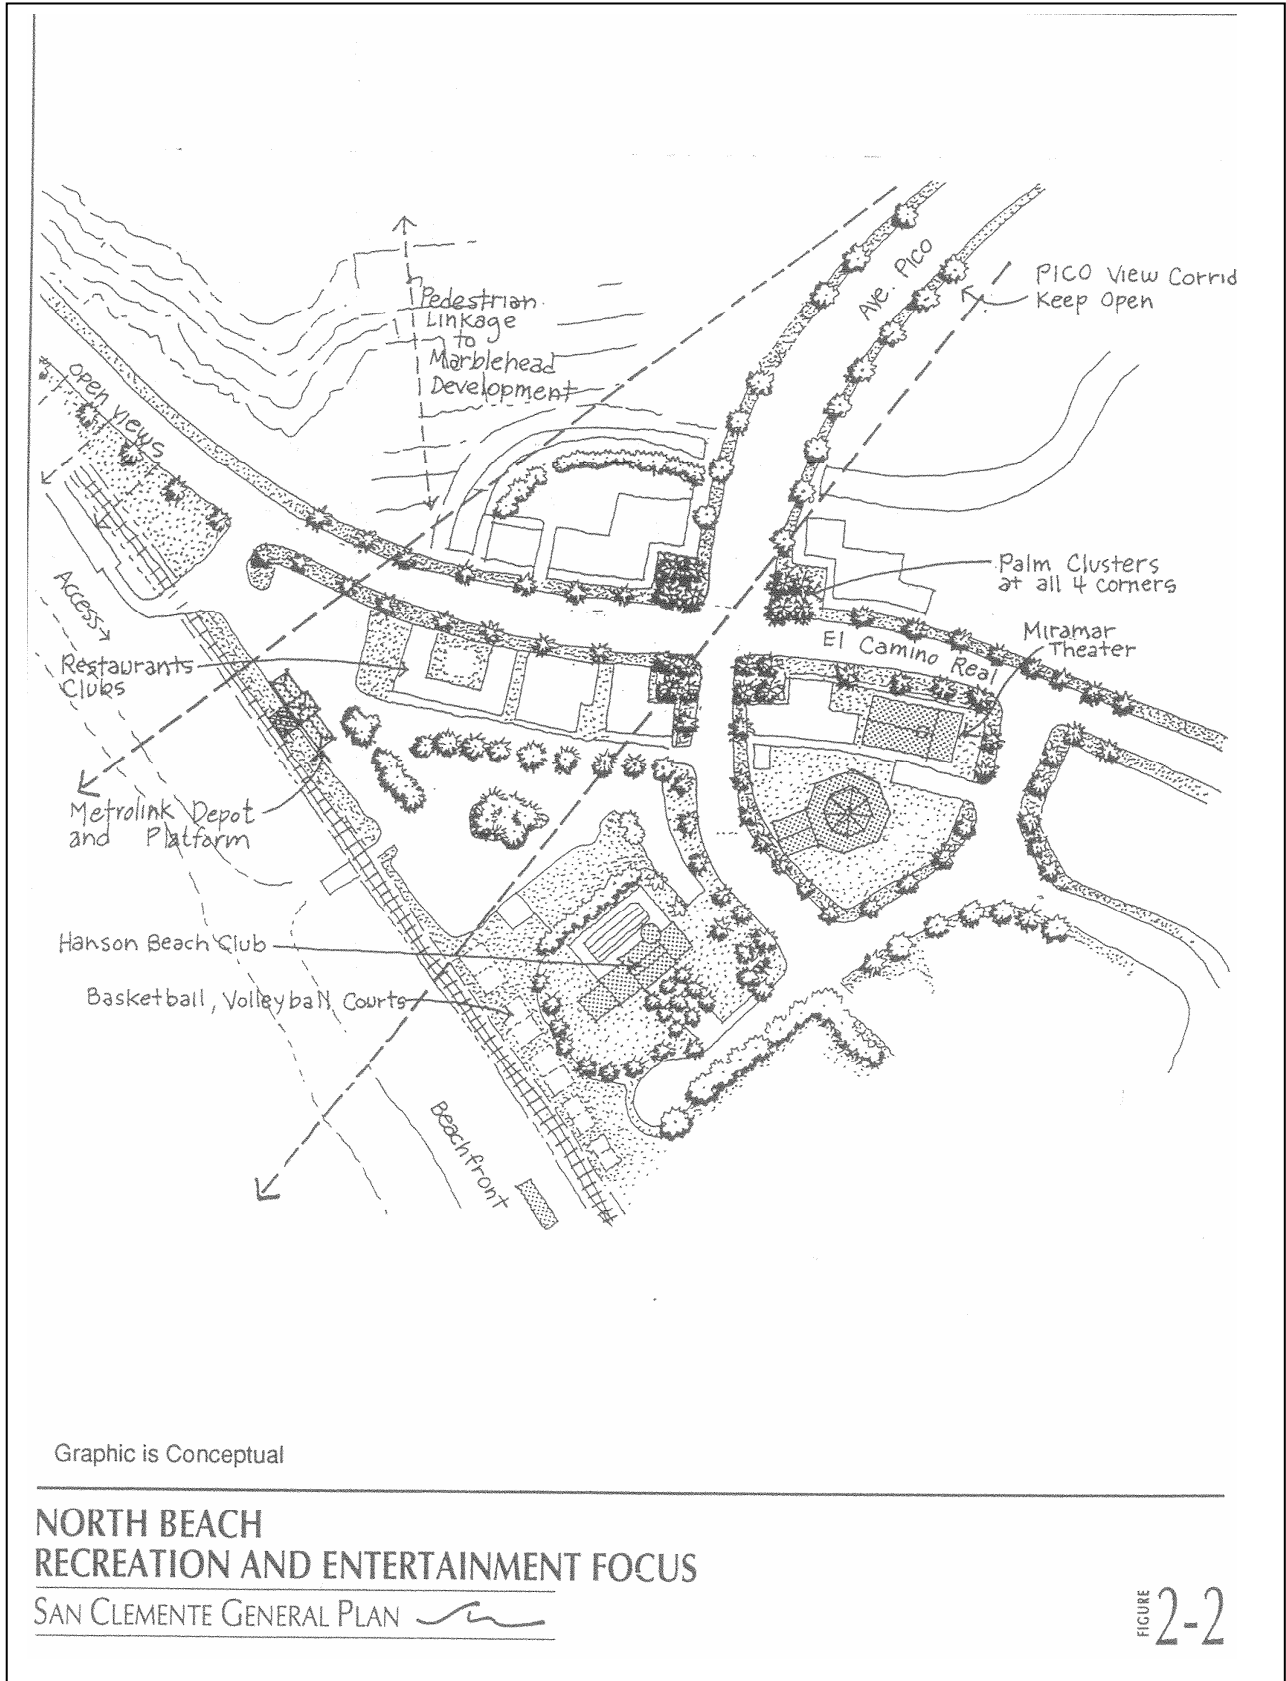 Ave. Pico
PICO View Corrid
Keep Open
Pedestrian
Linkage
to
Marblehead
Development
Open Views
Palm Clusters
at all 4 corners
Access
Miramar
Theater
El Camino Real
Restaurants
Clubs
Metrolink Depot
and Platform
Hanson Beach Club
Basketball, Volleyball Courts
Beachfront
Graphic is Conceptual
NORTH BEACH
RECREATION AND ENTERTAINMENT FOCUS
SAN CLEMENTE GENERAL PLAN
FIGURE
2-2